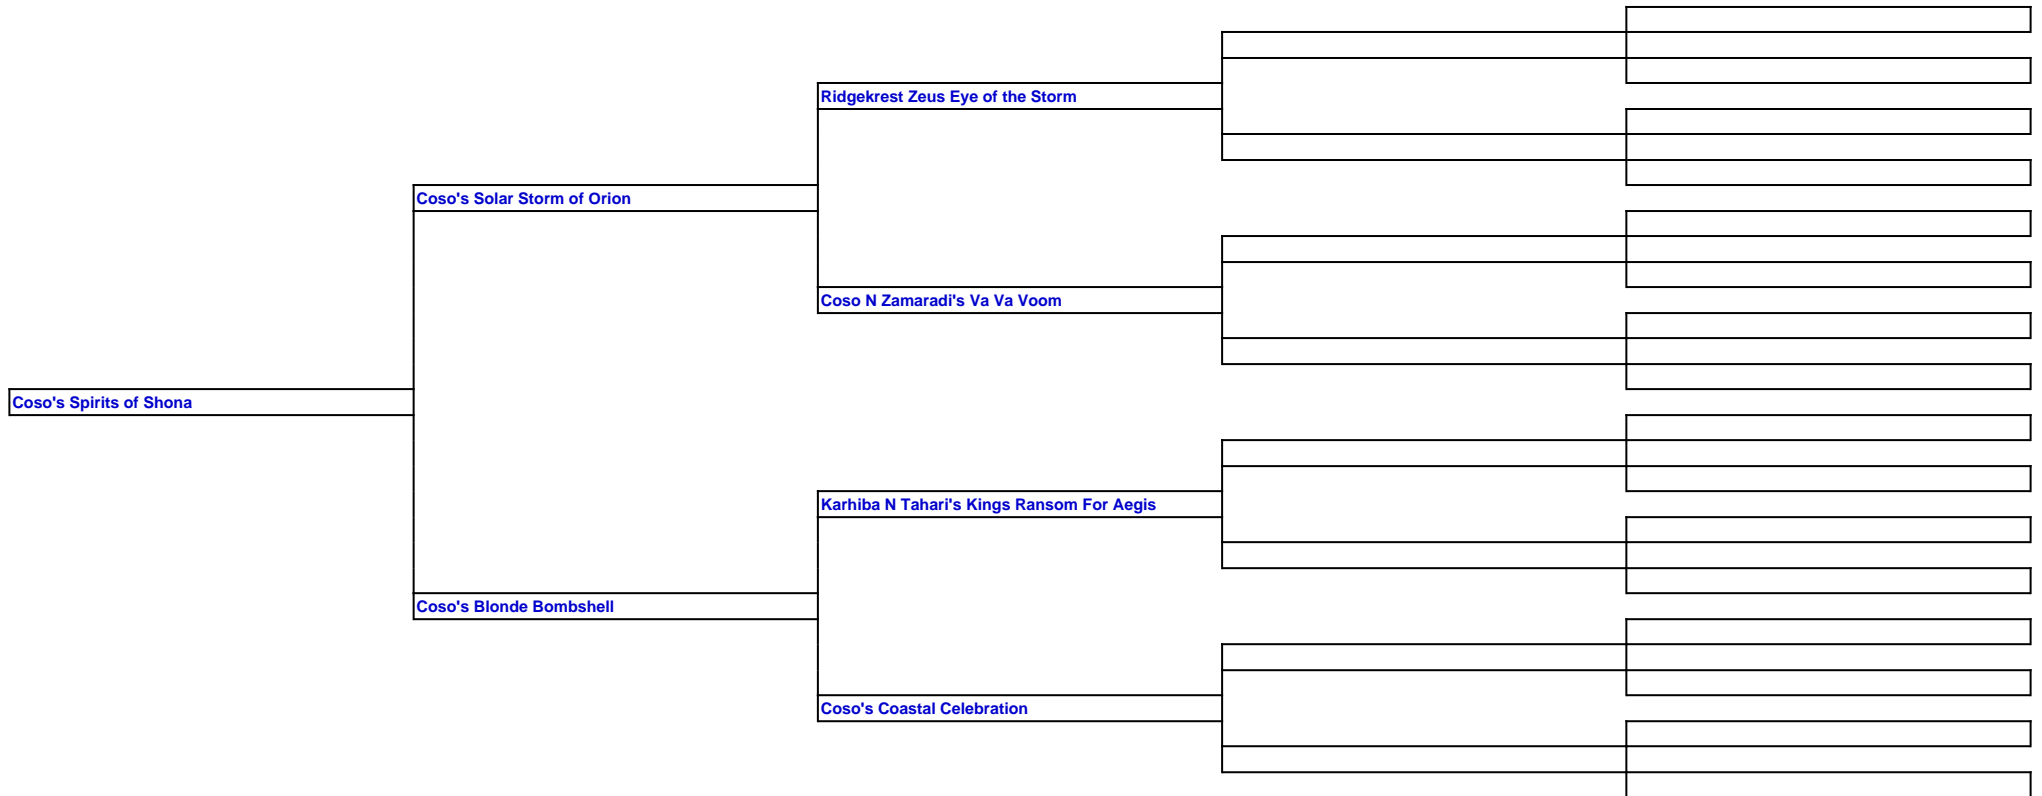 Ridgekrest Zeus Eye of the Storm
Coso's Solar Storm of Orion
Coso N Zamaradi's Va Va Voom
Coso's Spirits of Shona
Karhiba N Tahari's Kings Ransom For Aegis
Coso's Blonde Bombshell
Coso's Coastal Celebration